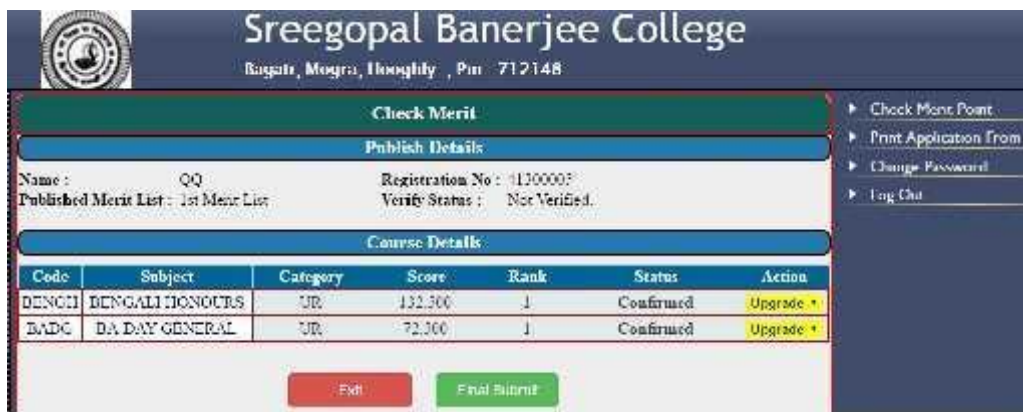 Sreegopal Banerjee College
Bagati, Mogra, Hooghly , Pin 712148
Check Merit
Publish Details
Name : QQ Registration No :
Published Merit List : 1st Merit List Verify Status : Not Verified.
Course Details
Code Subject Category Score Rank Status Action
BENGH BENGALI HONOURS UR 1 Confirmed Upgrade
BADG BA DAY GENERAL UR 1 Confirmed Upgrade
Exit Final Submit
Check Merit Point
Print Application From
Change Password
Log Out